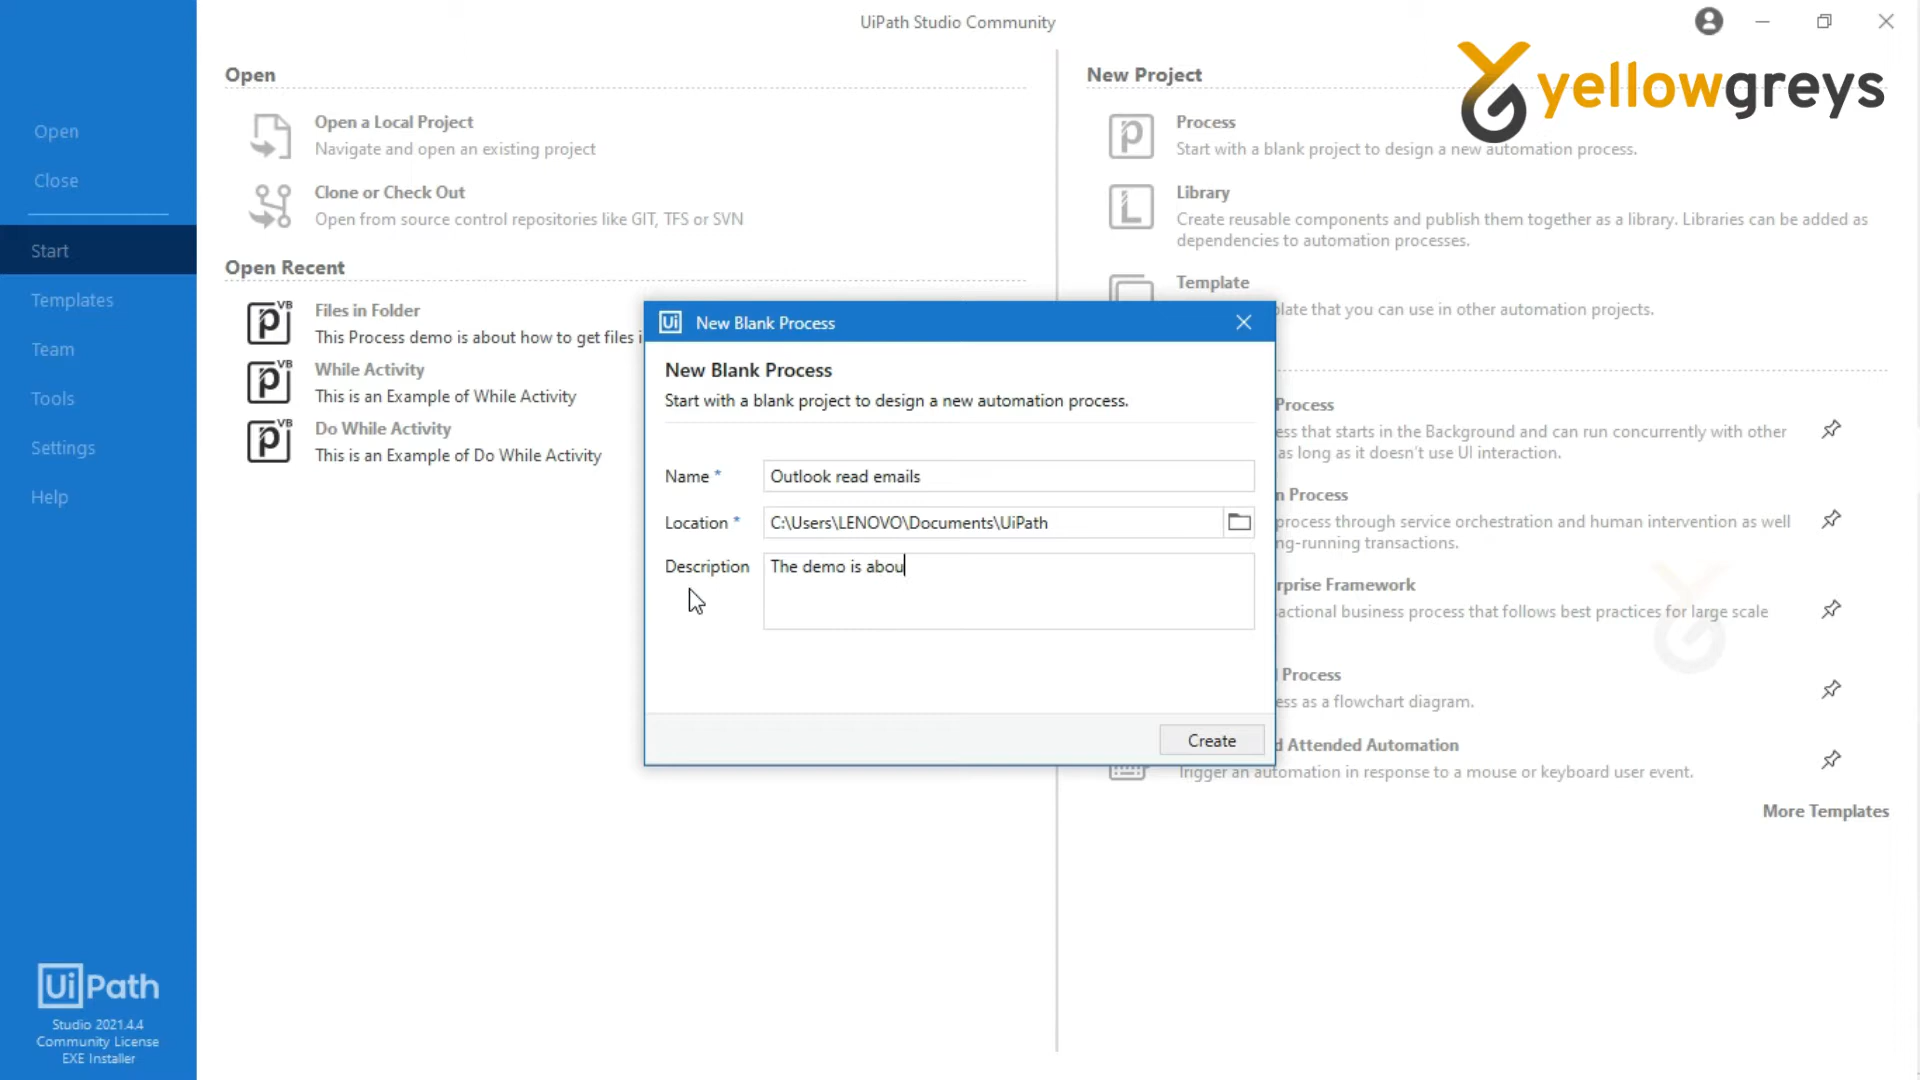 UiPath Studio Community
yellowgreys
Open
Close
Start
Templates
Team
Tools
Settings
Help
UiPath
Studio 2021.4.4
Community License
EXE Installer
Open
Open a Local Project
Navigate and open an existing project
Clone or Check Out
Open from source control repositories like GIT, TFS or SVN
Open Recent
VB
Files in Folder
This Process demo is about how to get files i
VB
While Activity
This is an Example of While Activity
VB
Do While Activity
This is an Example of Do While Activity
New Project
Process
Start with a blank project to design a new automation process.
Library
Create reusable components and publish them together as a library. Libraries can be added as
dependencies to automation processes.
Template
plate that you can use in other automation projects.
Process
ess that starts in the Background and can run concurrently with other
as long as it doesn't use UI interaction.
n Process
process through service orchestration and human intervention as well
ng-running transactions.
rprise Framework
actional business process that follows best practices for large scale
Process
ess as a flowchart diagram.
d Attended Automation
Trigger an automation in response to a mouse or keyboard user event.
More Templates
Ui New Blank Process
New Blank Process
Start with a blank project to design a new automation process.
Name * Outlook read emails
Location * C:\Users\LENOVO\Documents\UiPath
Description The demo is abou
Create